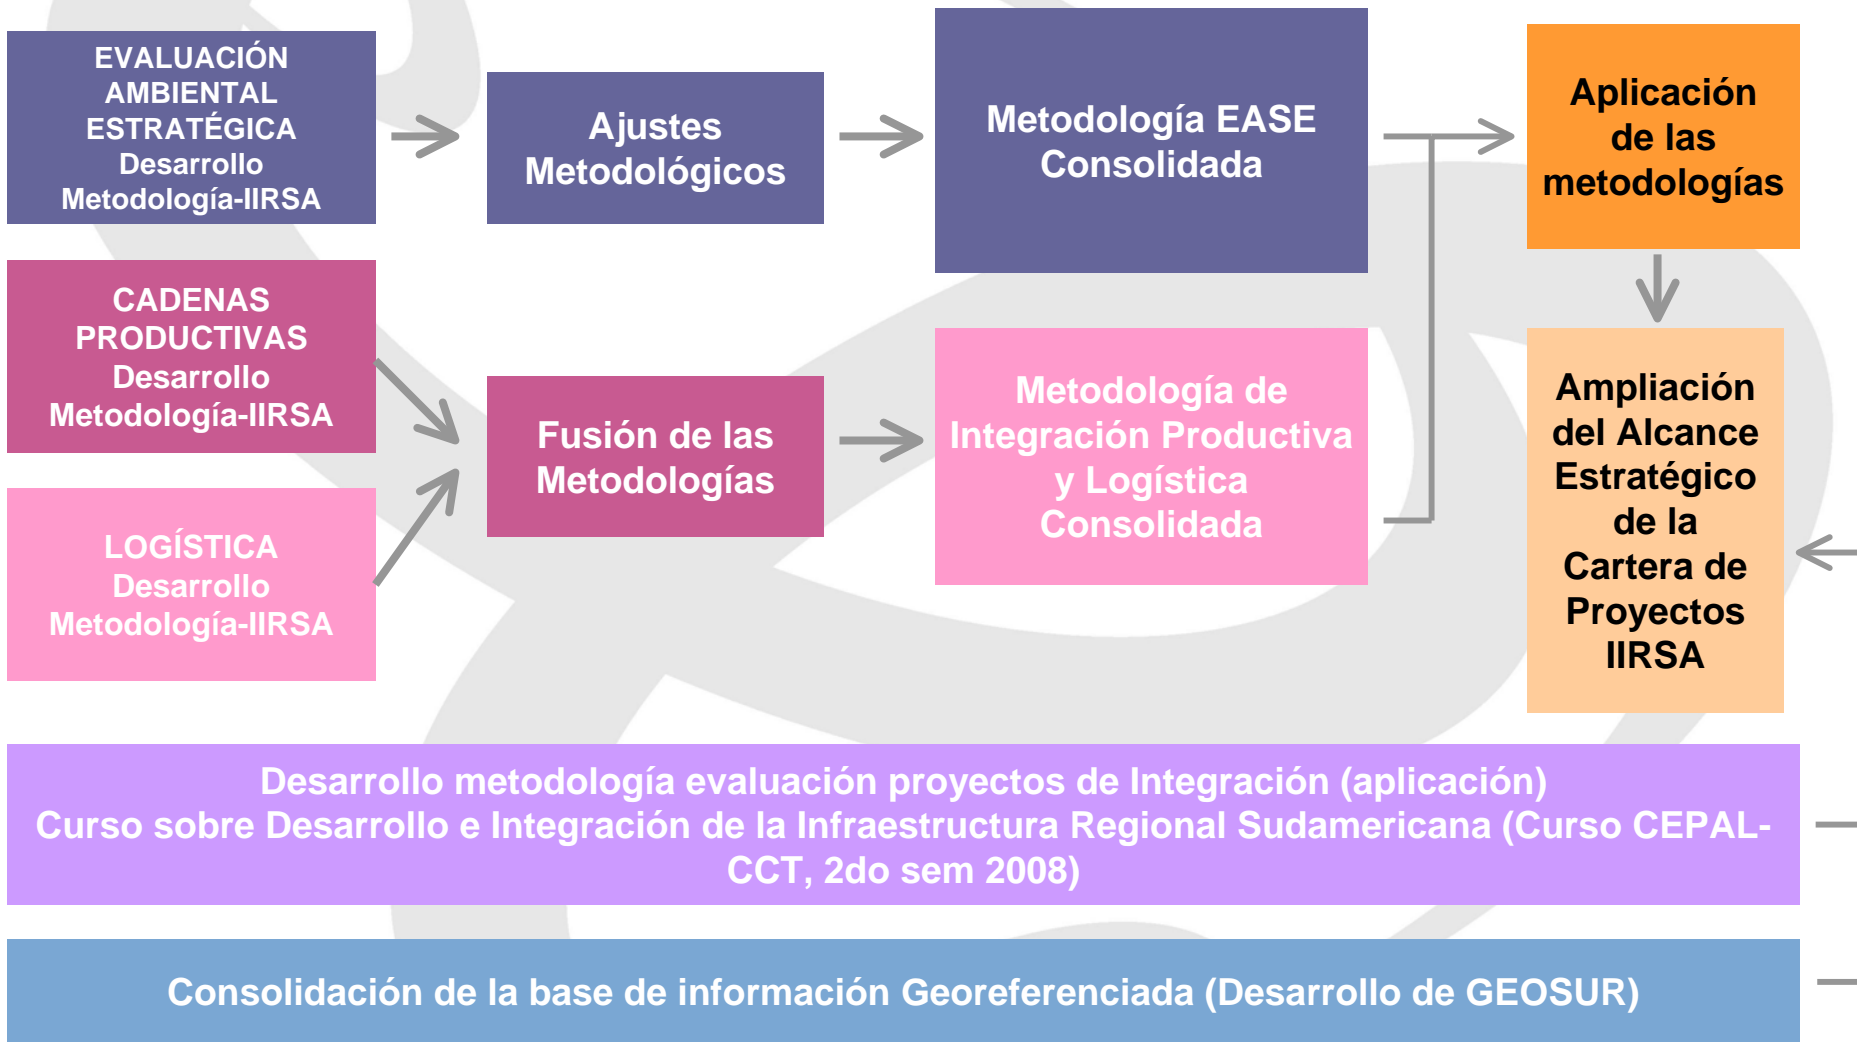 EVALUACIÓN
AMBIENTAL
ESTRATÉGICA
Desarrollo
Metodología-IIRSA
Ajustes
Metodológicos
Metodología EASE
Consolidada
Aplicación
de las
metodologías
CADENAS
PRODUCTIVAS
Desarrollo
Metodología-IIRSA
LOGÍSTICA
Desarrollo
Metodología-IIRSA
Fusión de las
Metodologías
Metodología de
Integración Productiva
y Logística
Consolidada
Ampliación
del Alcance
Estratégico
de la
Cartera de
Proyectos
IIRSA
Desarrollo metodología evaluación proyectos de Integración (aplicación)
Curso sobre Desarrollo e Integración de la Infraestructura Regional Sudamericana (Curso CEPAL-
CCT, 2do sem 2008)
Consolidación de la base de información Georeferenciada (Desarrollo de GEOSUR)